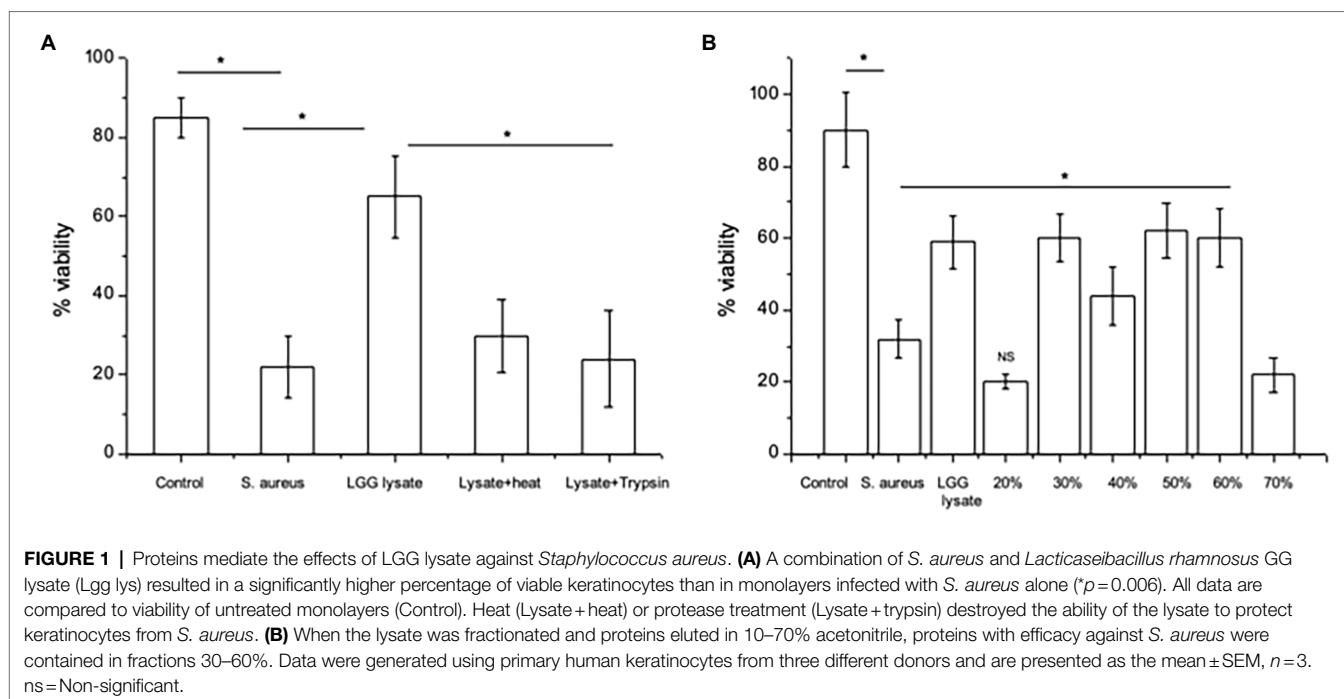 A
B
*
*
*
100
80
60
40
20
0
% viability
Control S. aureus LGG lysate Lysate+heat Lysate+Trypsin
*
*
NS
100
80
60
40
20
0
% viability
Control S. aureus LGG lysate 20% 30% 40% 50% 60% 70%
FIGURE 1 | Proteins mediate the effects of LGG lysate against Staphylococcus aureus. (A) A combination of S. aureus and Lacticaseibacillus rhamnosus GG
lysate (Lgg lys) resulted in a significantly higher percentage of viable keratinocytes than in monolayers infected with S. aureus alone (*p=0.006). All data are
compared to viability of untreated monolayers (Control). Heat (Lysate+heat) or protease treatment (Lysate+trypsin) destroyed the ability of the lysate to protect
keratinocytes from S. aureus. (B) When the lysate was fractionated and proteins eluted in 10–70% acetonitrile, proteins with efficacy against S. aureus were
contained in fractions 30–60%. Data were generated using primary human keratinocytes from three different donors and are presented as the mean±SEM, n=3.
ns=Non-significant.